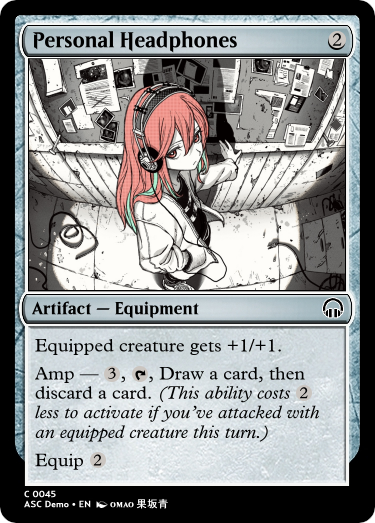 Personal Headphones 2
Artifact — Equipment
Equipped creature gets +1/+1.
Amp — 3, T, Draw a card, then
discard a card. (This ability costs 2
less to activate if you’ve attacked with
an equipped creature this turn.)
Equip 2
C 0045
ASC Demo • EN OMAO 果坂青